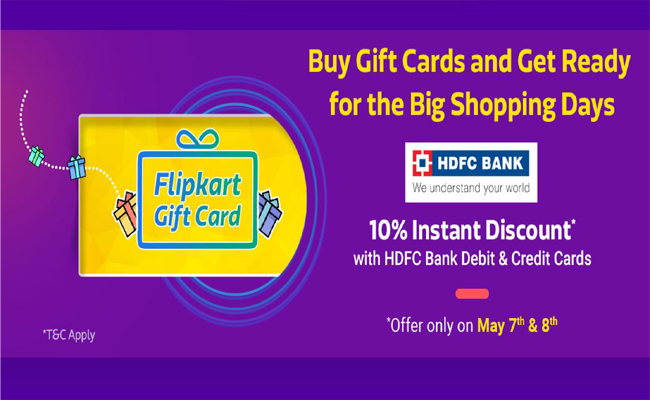 Buy Gift Cards and Get Ready
for the Big Shopping Days
Flipkart
Gift Card
HDFC BANK
We understand your world
10% Instant Discount*
with HDFC Bank Debit & Credit Cards
*Offer only on May 7th & 8th
*T&C Apply